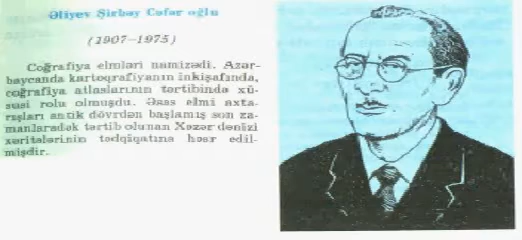 Əliyev Şirbəy Cəfər oğlu
(1907-1975)
Coğrafiya elmləri namizədi. Azər-
baycanda kartoqrafiyanın inkişafında,
coğrafiya atlaslarının tərtibində xü-
susi rolu olmuşdu. Əsas elmi axta-
rışları antik dövrdən başlamış son za-
manlaradək tərtib olunan Xəzər dənizi
xəritələrinin tədqiqatına həsr edil-
mişdir.